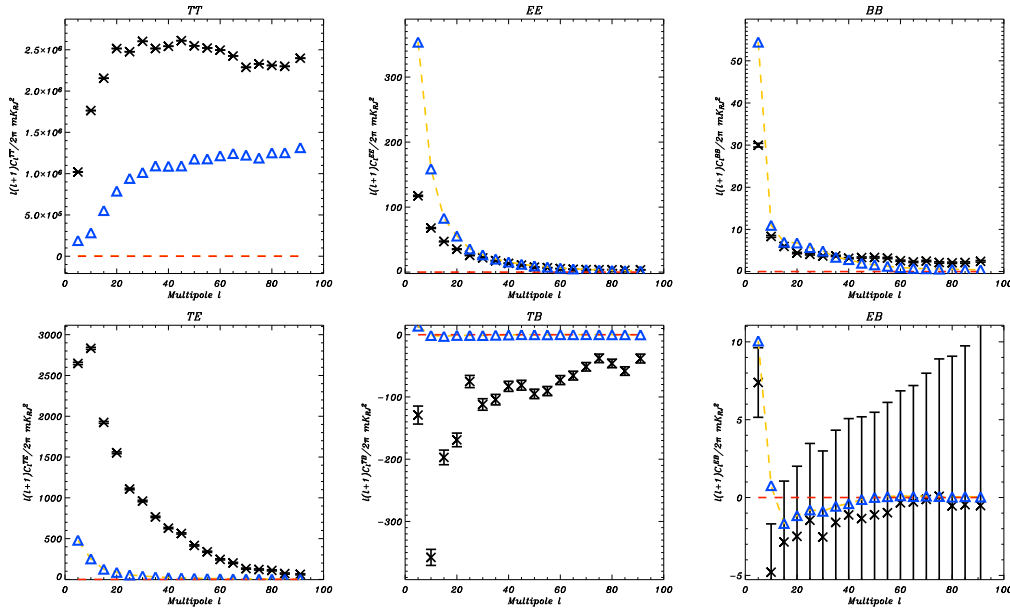 TT
l(l+1)C_l^TT/2π mK_RJ²
2.5×10⁶
2.0×10⁶
1.5×10⁶
1.0×10⁶
5.0×10⁵
0
0 20 40 60 80 100
Multipole l
EE
l(l+1)C_l^EE/2π mK_RJ²
300
200
100
0
0 20 40 60 80 100
Multipole l
BB
l(l+1)C_l^BB/2π mK_RJ²
50
40
30
20
10
0
0 20 40 60 80 100
Multipole l
TE
l(l+1)C_l^TE/2π mK_RJ²
3000
2500
2000
1500
1000
500
0
0 20 40 60 80 100
Multipole l
TB
l(l+1)C_l^TB/2π mK_RJ²
0
-100
-200
-300
0 20 40 60 80 100
Multipole l
EB
l(l+1)C_l^EB/2π mK_RJ²
10
5
0
-5
0 20 40 60 80 100
Multipole l